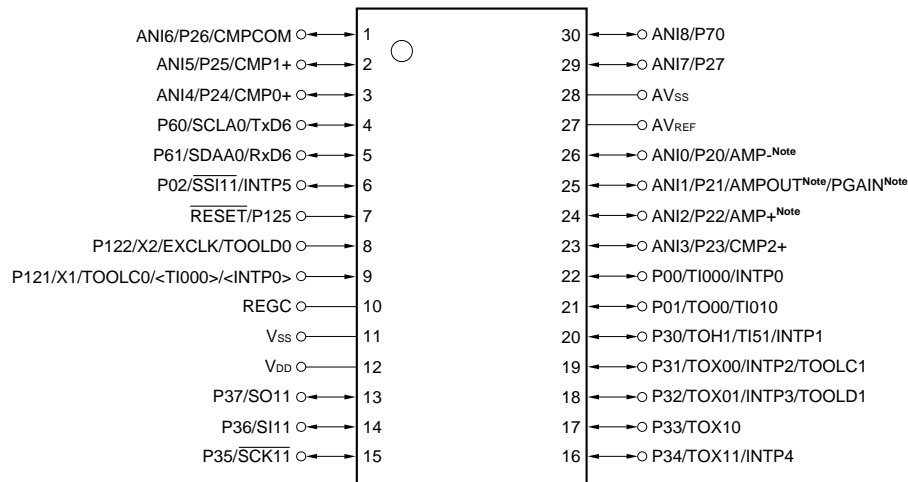 ANI6/P26/CMPCOM 1 30 ANI8/P70
ANI5/P25/CMP1+ 2 29 ANI7/P27
ANI4/P24/CMP0+ 3 28 AVSS
P60/SCLA0/TxD6 4 27 AVREF
P61/SDAA0/RxD6 5 26 ANI0/P20/AMP-Note
P02/SSI11/INTP5 6 25 ANI1/P21/AMPOUTNote/PGAINNote
RESET/P125 7 24 ANI2/P22/AMP+Note
P122/X2/EXCLK/TOOLD0 8 23 ANI3/P23/CMP2+
P121/X1/TOOLC0/<TI000>/<INTP0> 9 22 P00/TI000/INTP0
REGC 10 21 P01/TO00/TI010
VSS 11 20 P30/TOH1/TI51/INTP1
VDD 12 19 P31/TOX00/INTP2/TOOLC1
P37/SO11 13 18 P32/TOX01/INTP3/TOOLD1
P36/SI11 14 17 P33/TOX10
P35/SCK11 15 16 P34/TOX11/INTP4